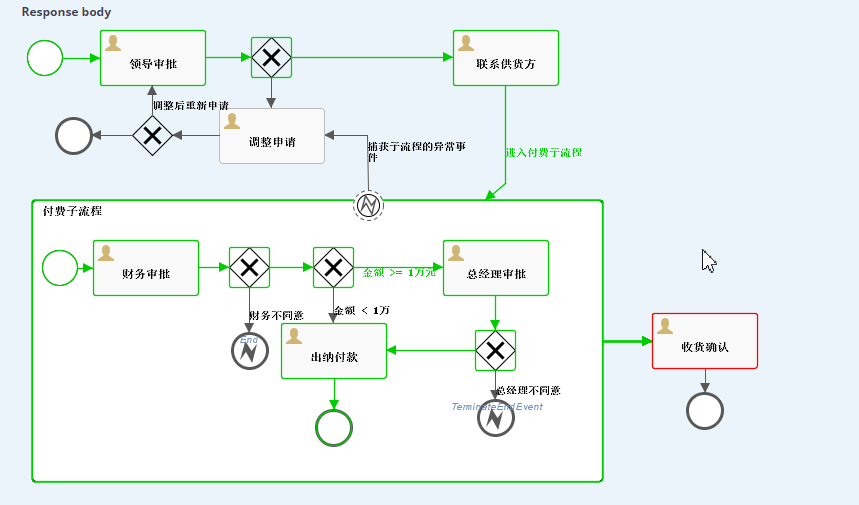 Response body
领导审批
联系供货方
调整后重新申请
调整申请
捕获子流程的异常事
件
进入付费子流程
付费子流程
财务审批
金额 >= 1万元
总经理审批
财务不同意
金额 < 1万
End
出纳付款
收货确认
总经理不同意
TerminateEndEvent